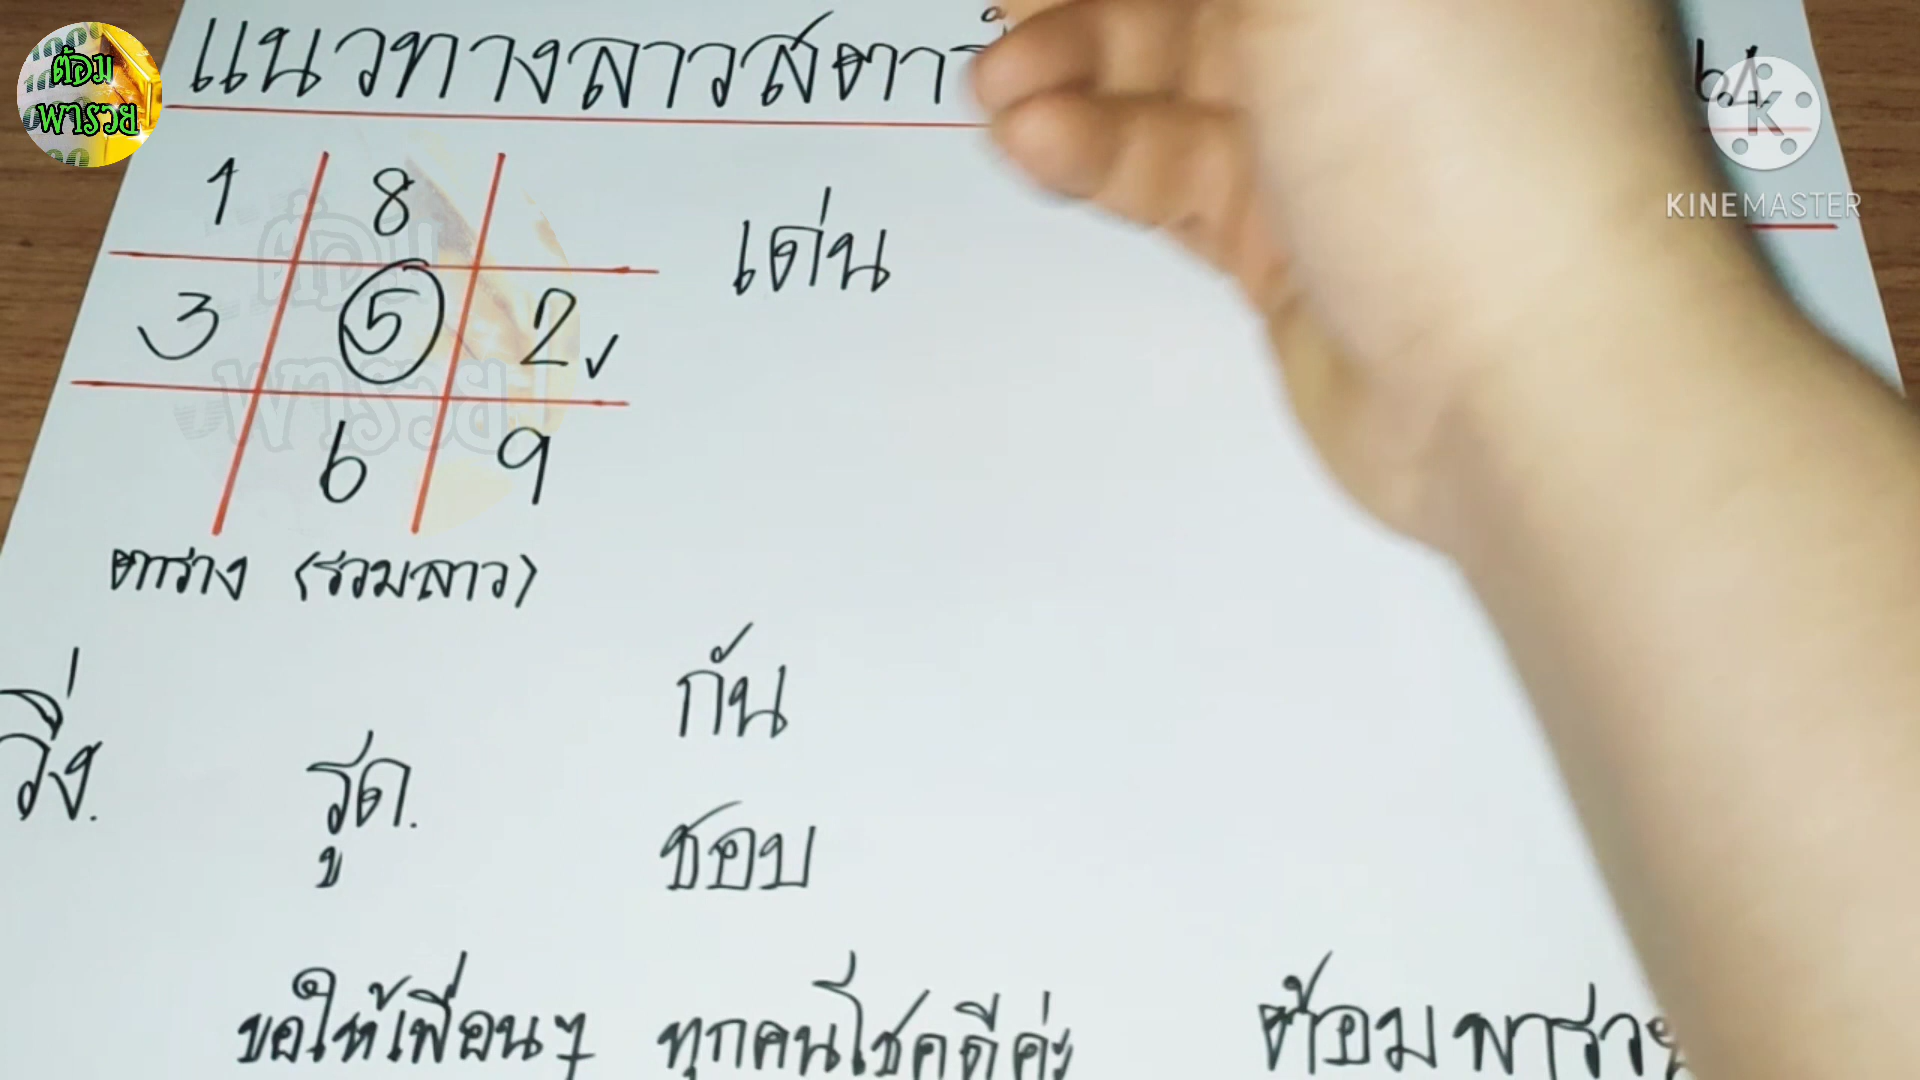 ต้อม
พารวย
แนวทางลาวสตาร์
64
KINEMASTER
1 8
3 5 2 ✓
6 9
เด่น
ตาราง (รวมลาว)
วิ่ง.
รูด.
กัน
ชอบ
ขอให้เพื่อนๆ ทุกคนโชคดีค่ะ
ต้อมพารวย